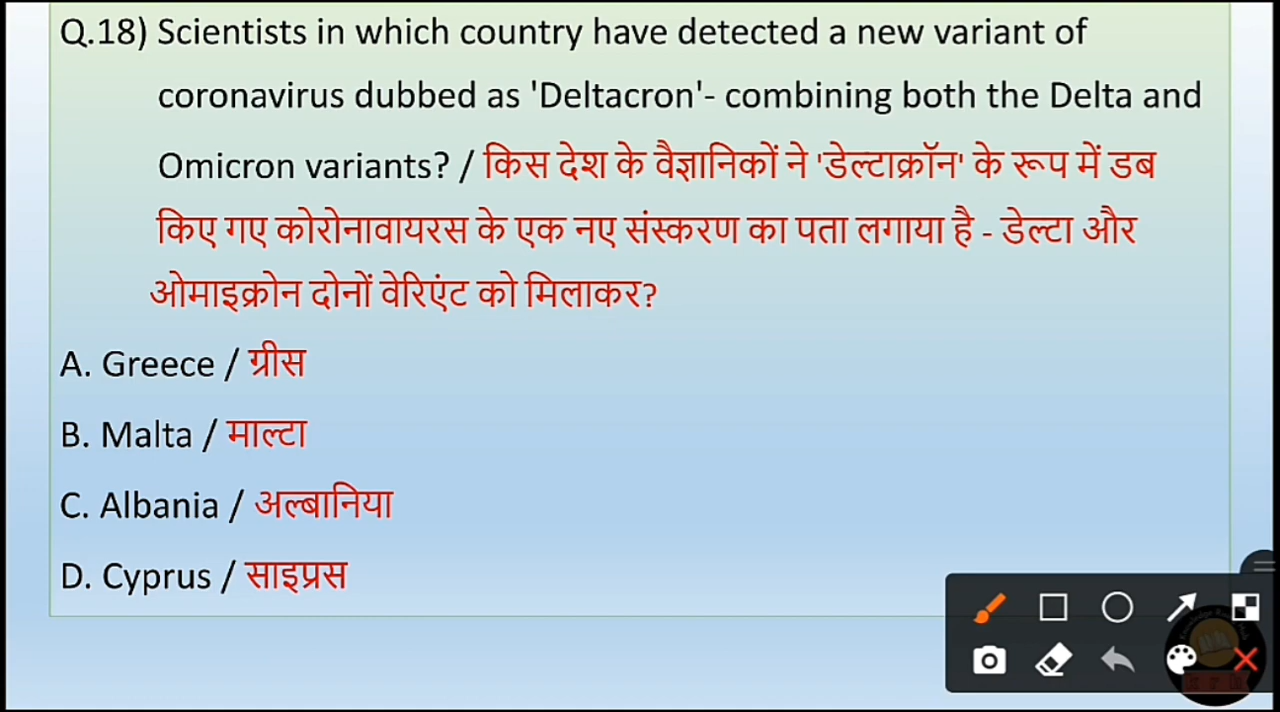 Q.18) Scientists in which country have detected a new variant of
coronavirus dubbed as 'Deltacron'- combining both the Delta and
Omicron variants? / किस देश के वैज्ञानिकों ने 'डेल्टाक्रॉन' के रूप में डब
किए गए कोरोनावायरस के एक नए संस्करण का पता लगाया है - डेल्टा और
ओमाइक्रोन दोनों वेरिएंट को मिलाकर?
A. Greece / ग्रीस
B. Malta / माल्टा
C. Albania / अल्बानिया
D. Cyprus / साइप्रस